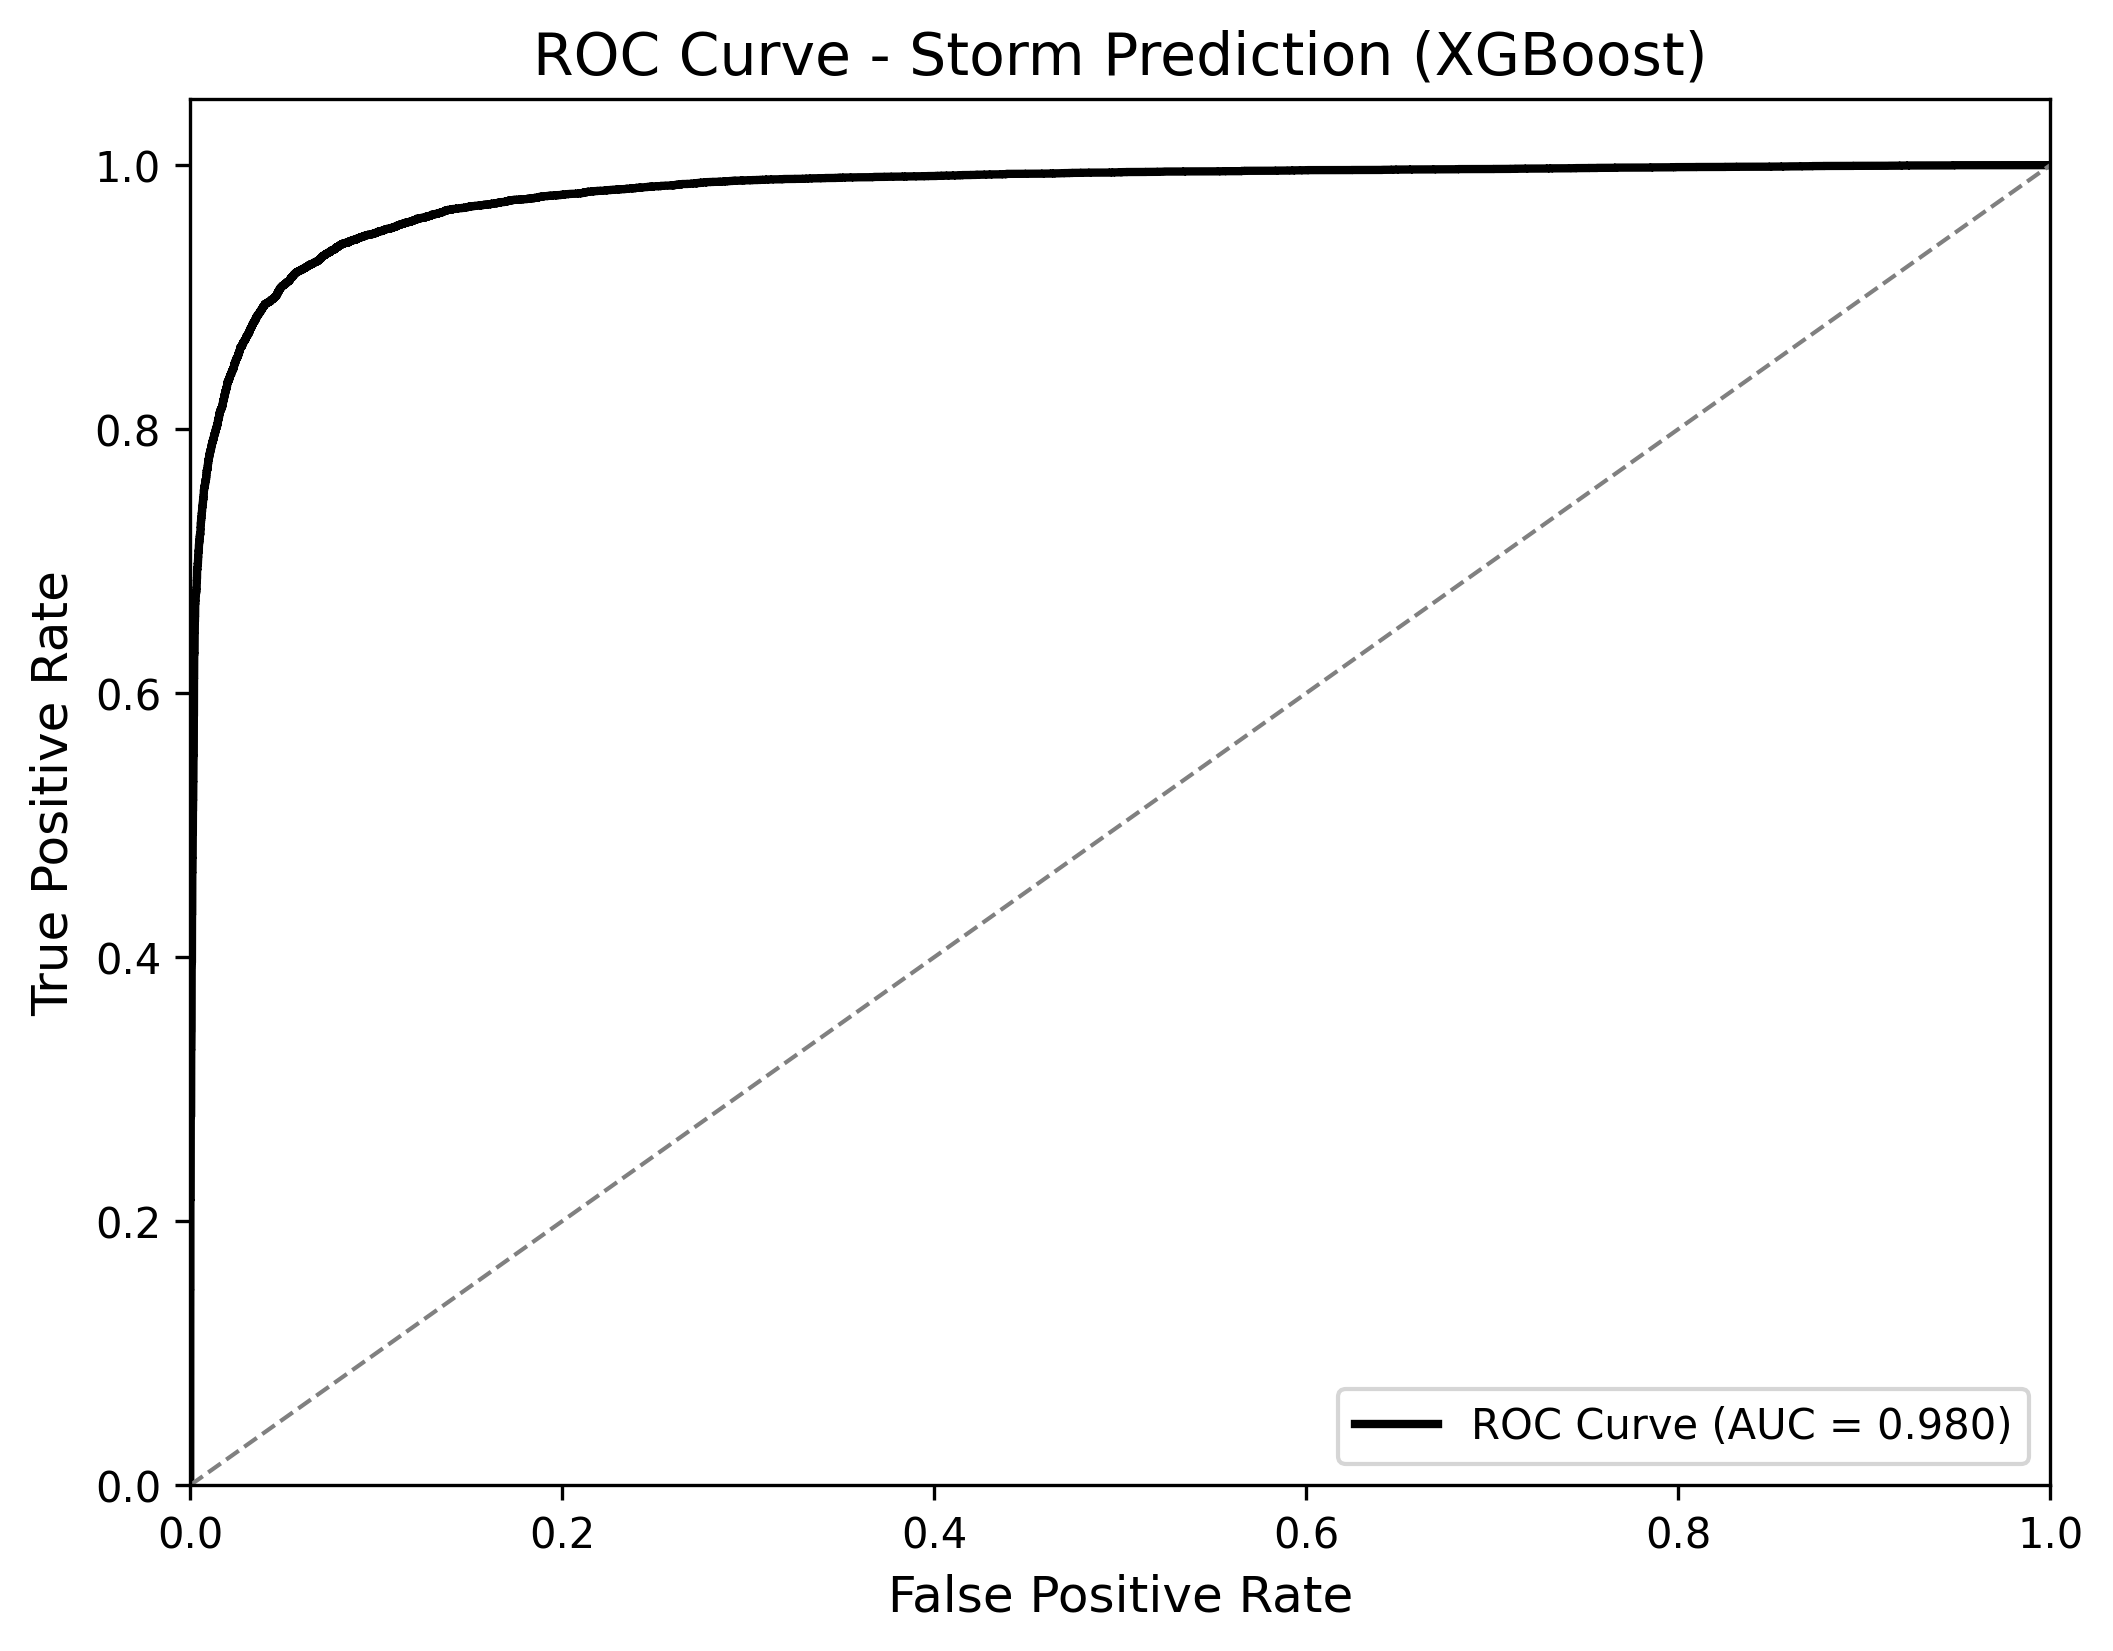 ROC Curve - Storm Prediction (XGBoost)
1.0
0.8
0.6
0.4
0.2
0.0
True Positive Rate
ROC Curve (AUC = 0.980)
0.0 0.2 0.4 0.6 0.8 1.0
False Positive Rate